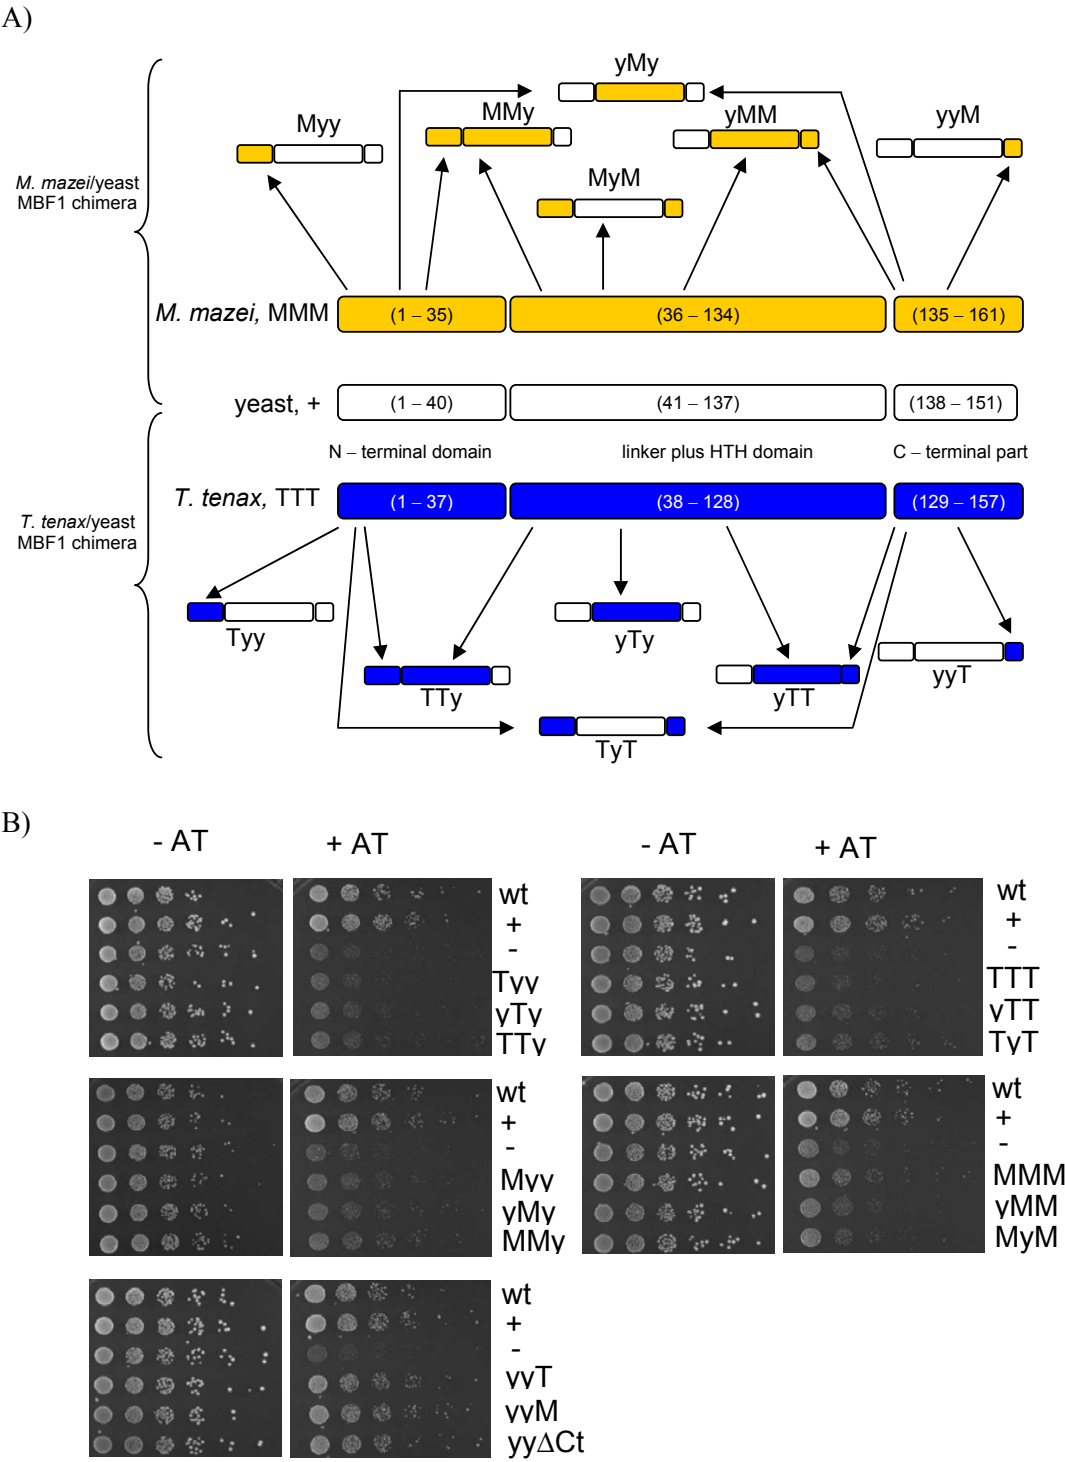 A)
yMy
MMy
yMM
yyM
Myy
MyM
M. mazei/yeast
MBF1 chimera
M. mazei, MMM
(1 – 35)
(36 – 134)
(135 – 161)
yeast, +
(1 – 40)
(41 – 137)
(138 – 151)
N – terminal domain
linker plus HTH domain
C – terminal part
T. tenax, TTT
(1 – 37)
(38 – 128)
(129 – 157)
T. tenax/yeast
MBF1 chimera
Tyy
yTy
yyT
TTy
yTT
TyT
B)
- AT
+ AT
- AT
+ AT
wt
+
-
Tyy
yTy
TTy
wt
+
-
TTT
yTT
TyT
wt
+
-
Myy
yMy
MMy
wt
+
-
MMM
yMM
MyM
wt
+
-
yyT
yyM
yyΔCt